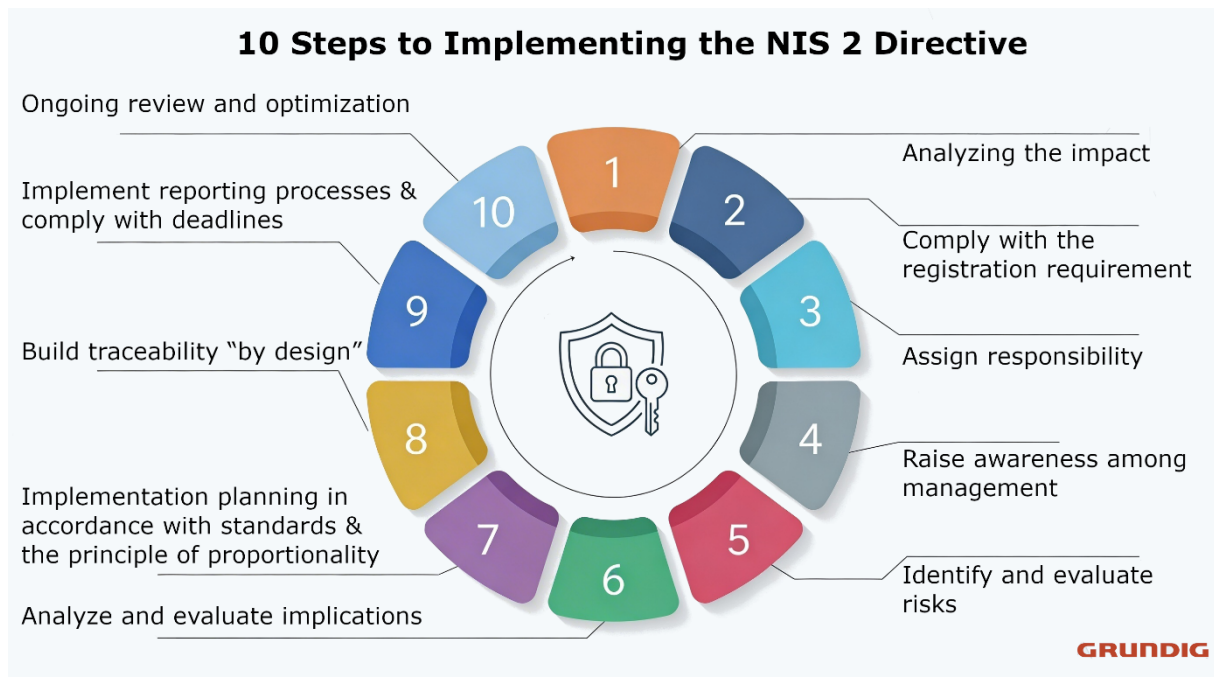 10 Steps to Implementing the NIS 2 Directive
1
Analyzing the impact
2
Comply with the
registration requirement
3
Assign responsibility
4
Raise awareness among
management
5
Identify and evaluate
risks
6
Analyze and evaluate implications
7
Implementation planning in
accordance with standards &
the principle of proportionality
8
Build traceability “by design”
9
Implement reporting processes &
comply with deadlines
10
Ongoing review and optimization
GRUNDIG